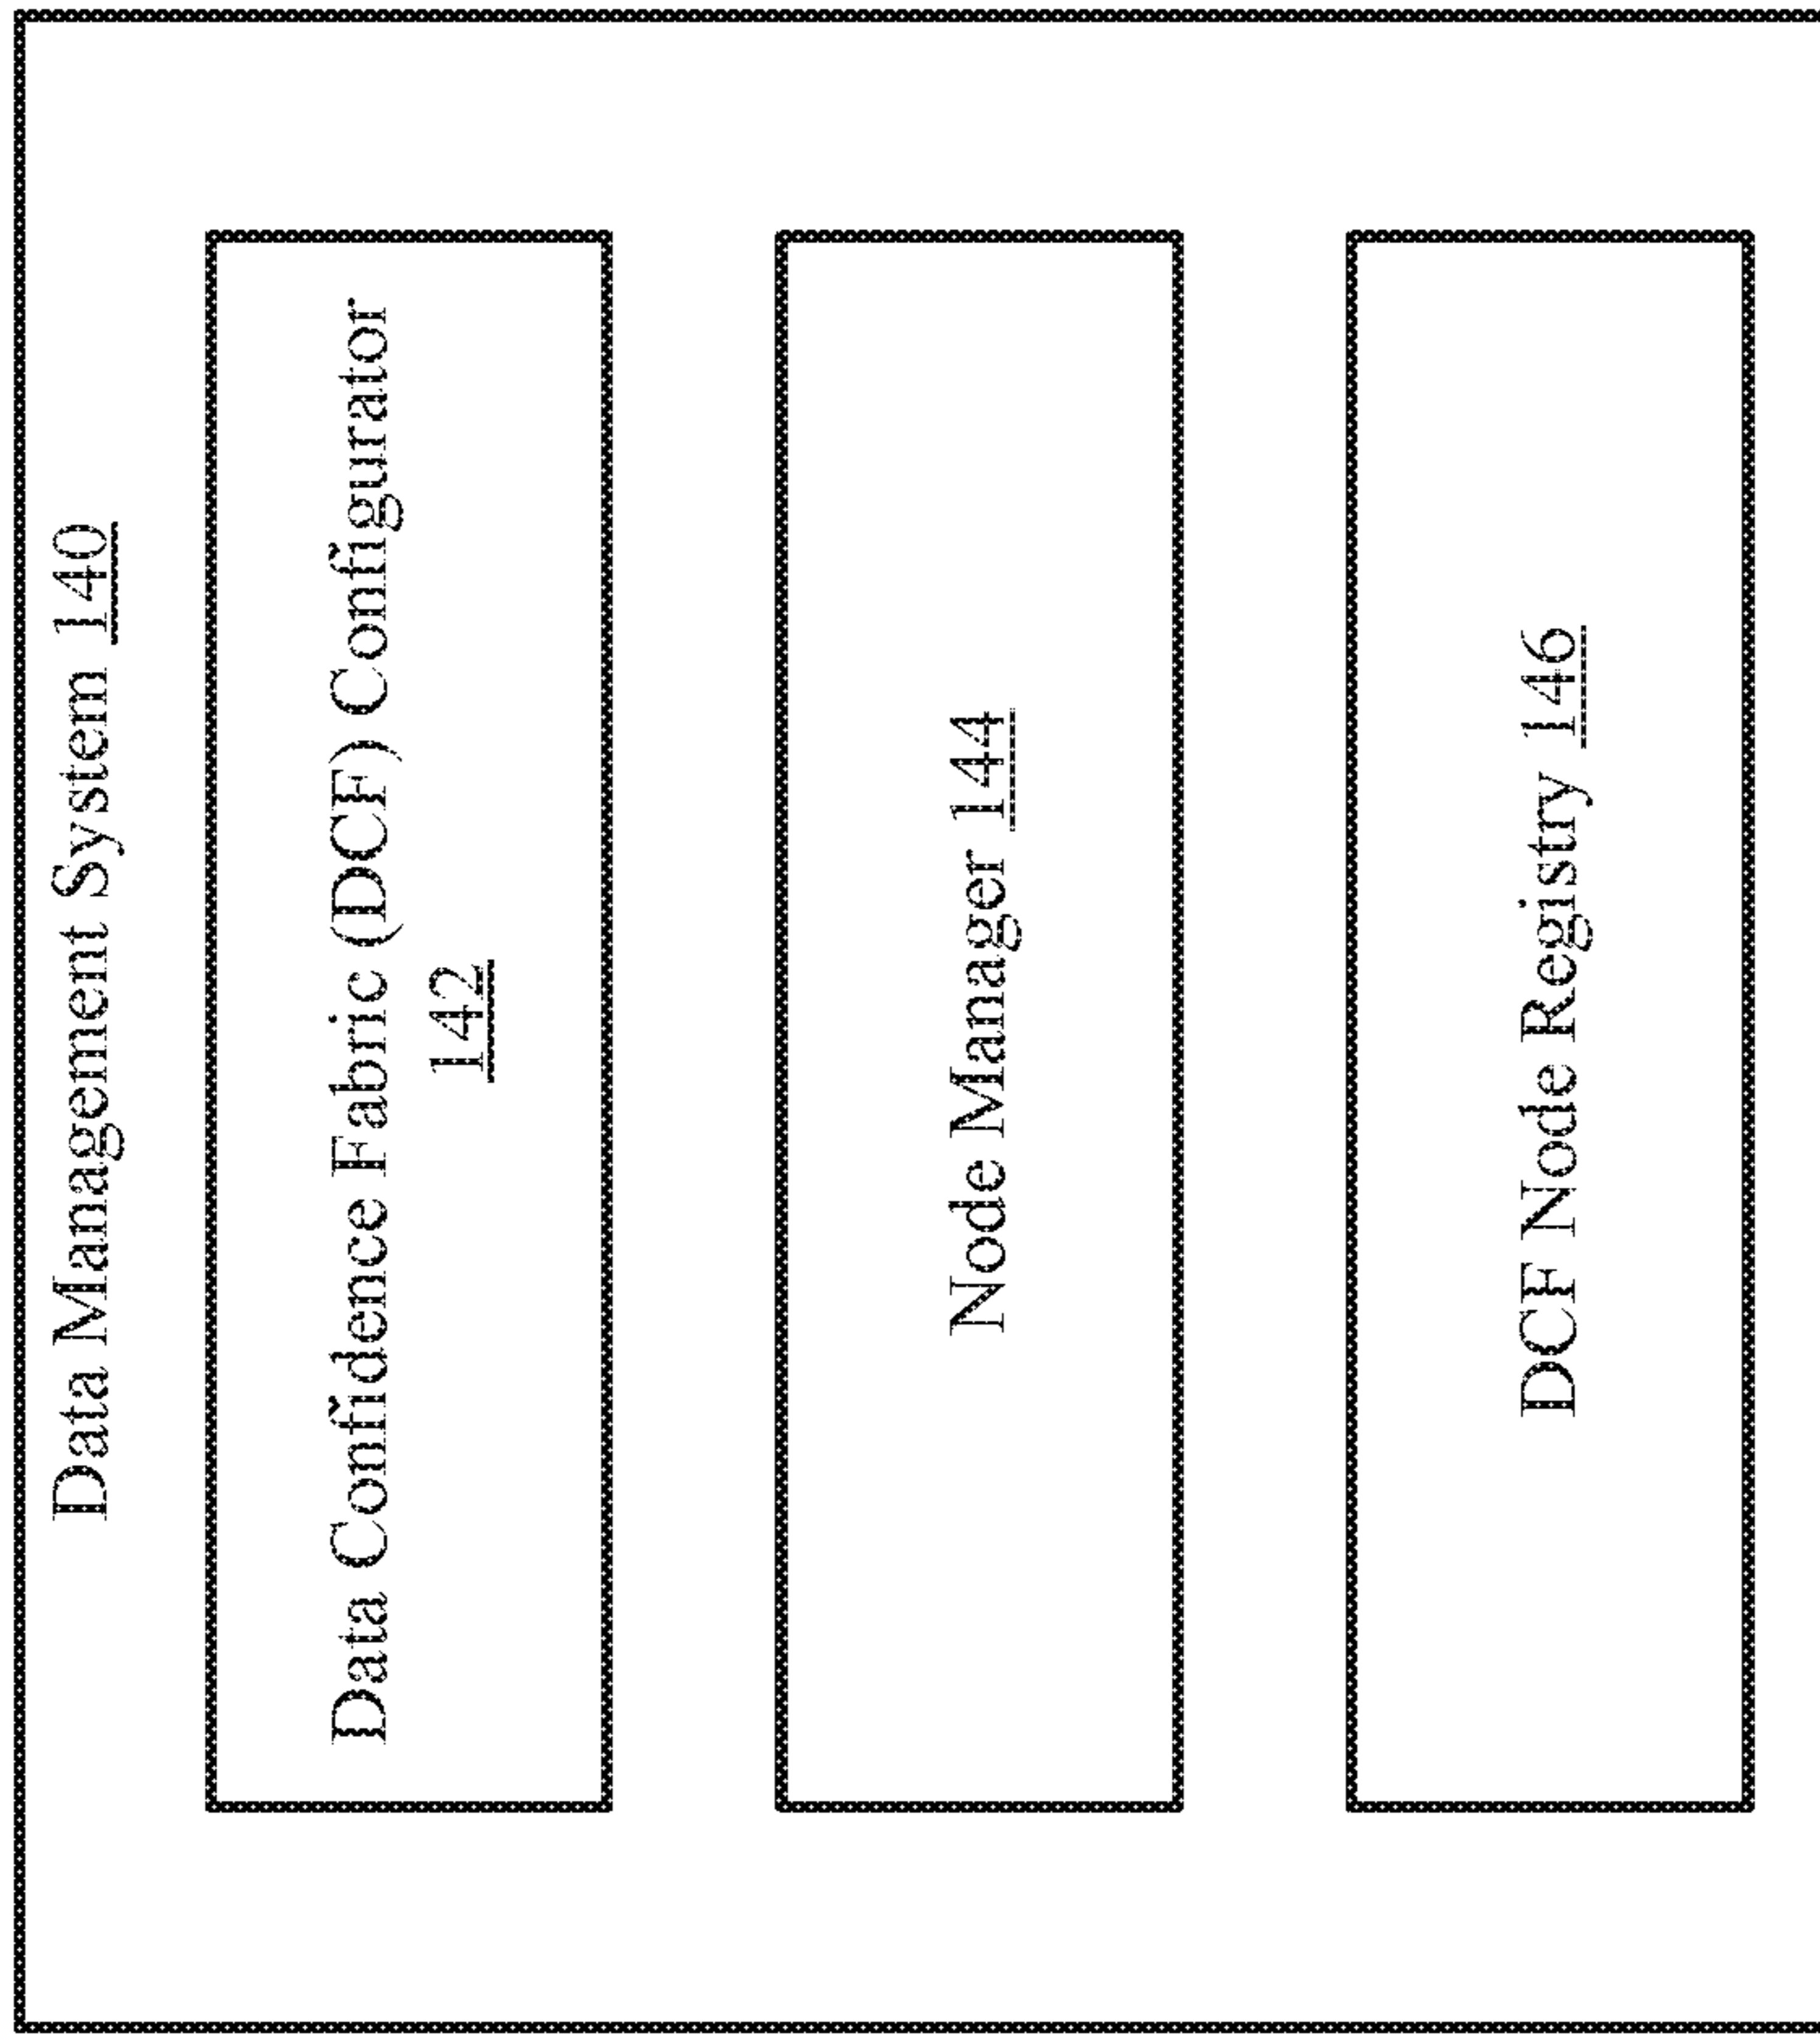 Data Management System 140
Data Confidence Fabric (DCF) Configurator
142
Node Manager 144
DCF Node Registry 146